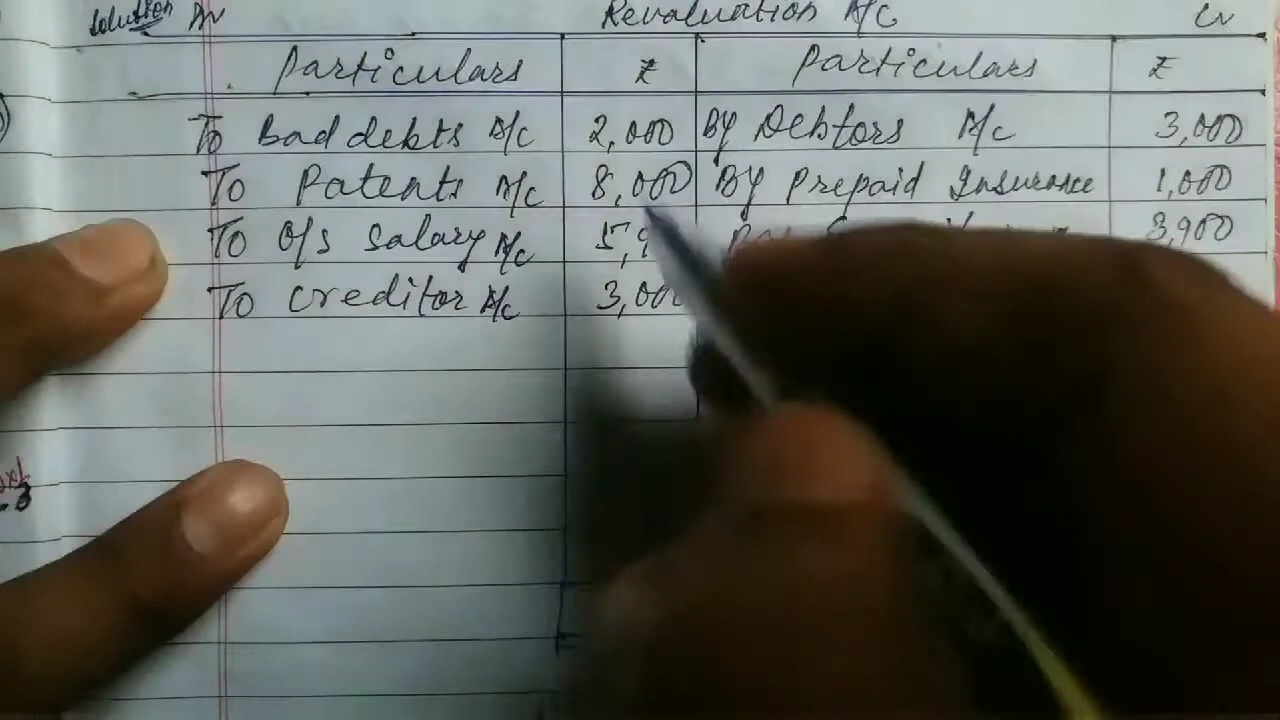 Solution Dr Revaluation A/c Cr
Particulars ₹ Particulars ₹
To Bad debts A/c 2,000 By Debtors A/c 3,000
To Patents A/c 8,000 By Prepaid Insurance 1,000
To O/s Salary A/c 3,900
To Creditor A/c 3,000